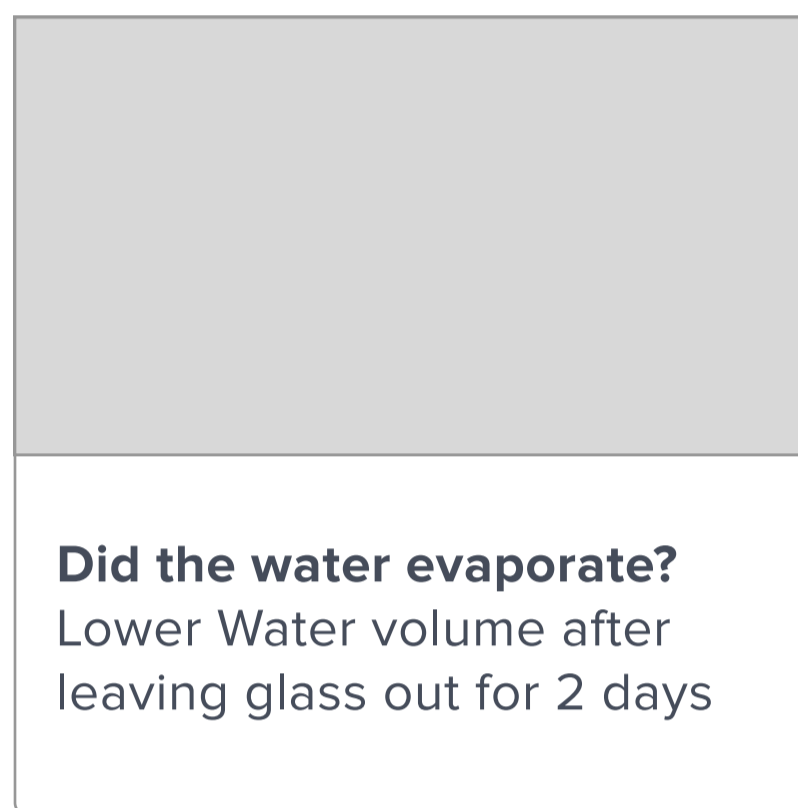 Did the water evaporate?
Lower Water volume after
leaving glass out for 2 days